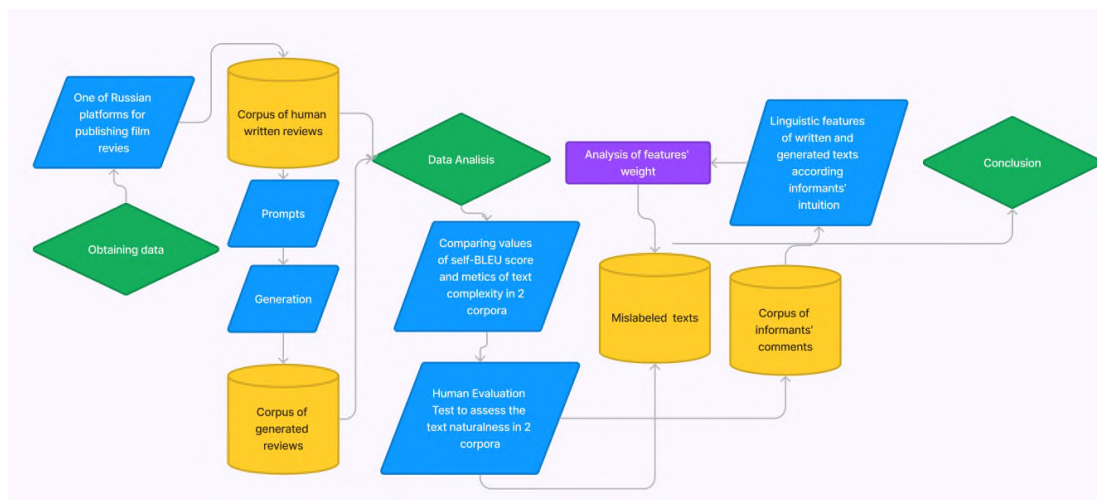 One of Russian
platforms for
publishing film
revies
Obtaining data
Corpus of human
written reviews
Prompts
Generation
Corpus of
generated
reviews
Data Analisis
Comparing values
of self-BLEU score
and metics of text
complexity in 2
corpora
Human Evaluation
Test to assess the
text naturalness in 2
corpora
Analysis of features'
weight
Mislabeled texts
Linguistic features
of written and
generated texts
according
informants'
intuition
Corpus of
informants'
comments
Conclusion